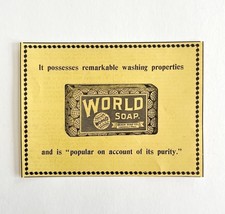 It possesses remarkable washing properties
WORLD
SOAP.
and is "popular on account of its purity."